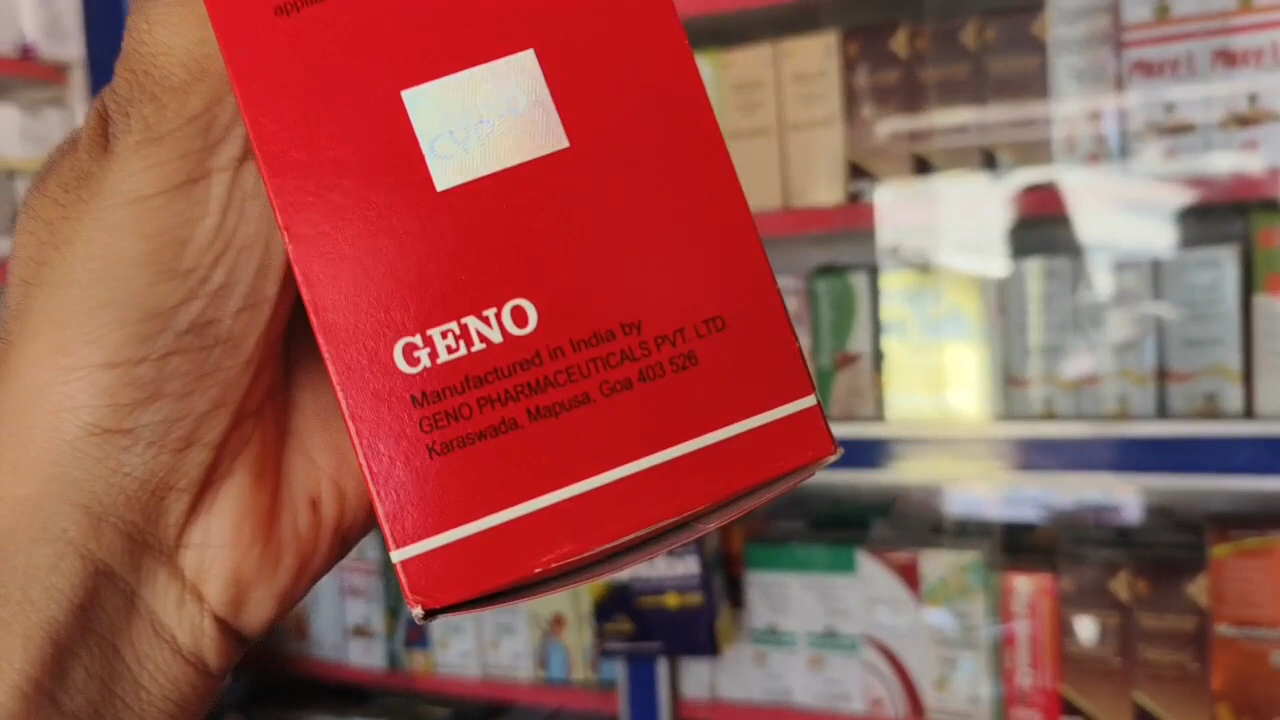 GENO
Manufactured in India by
GENO PHARMACEUTICALS PVT. LTD.
Karaswada, Mapusa, Goa 403 526